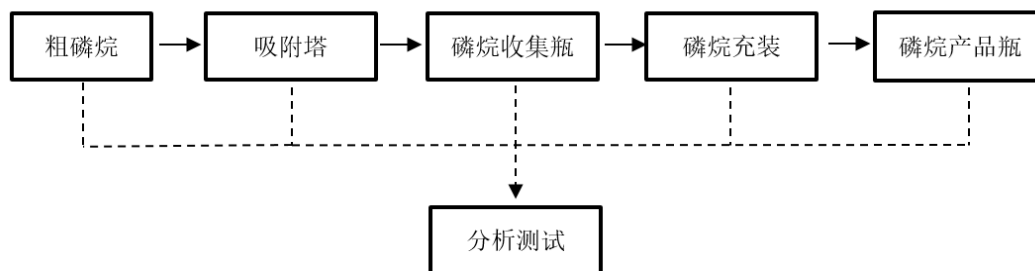 粗磷烷
吸附塔
磷烷收集瓶
磷烷充装
磷烷产品瓶
分析测试